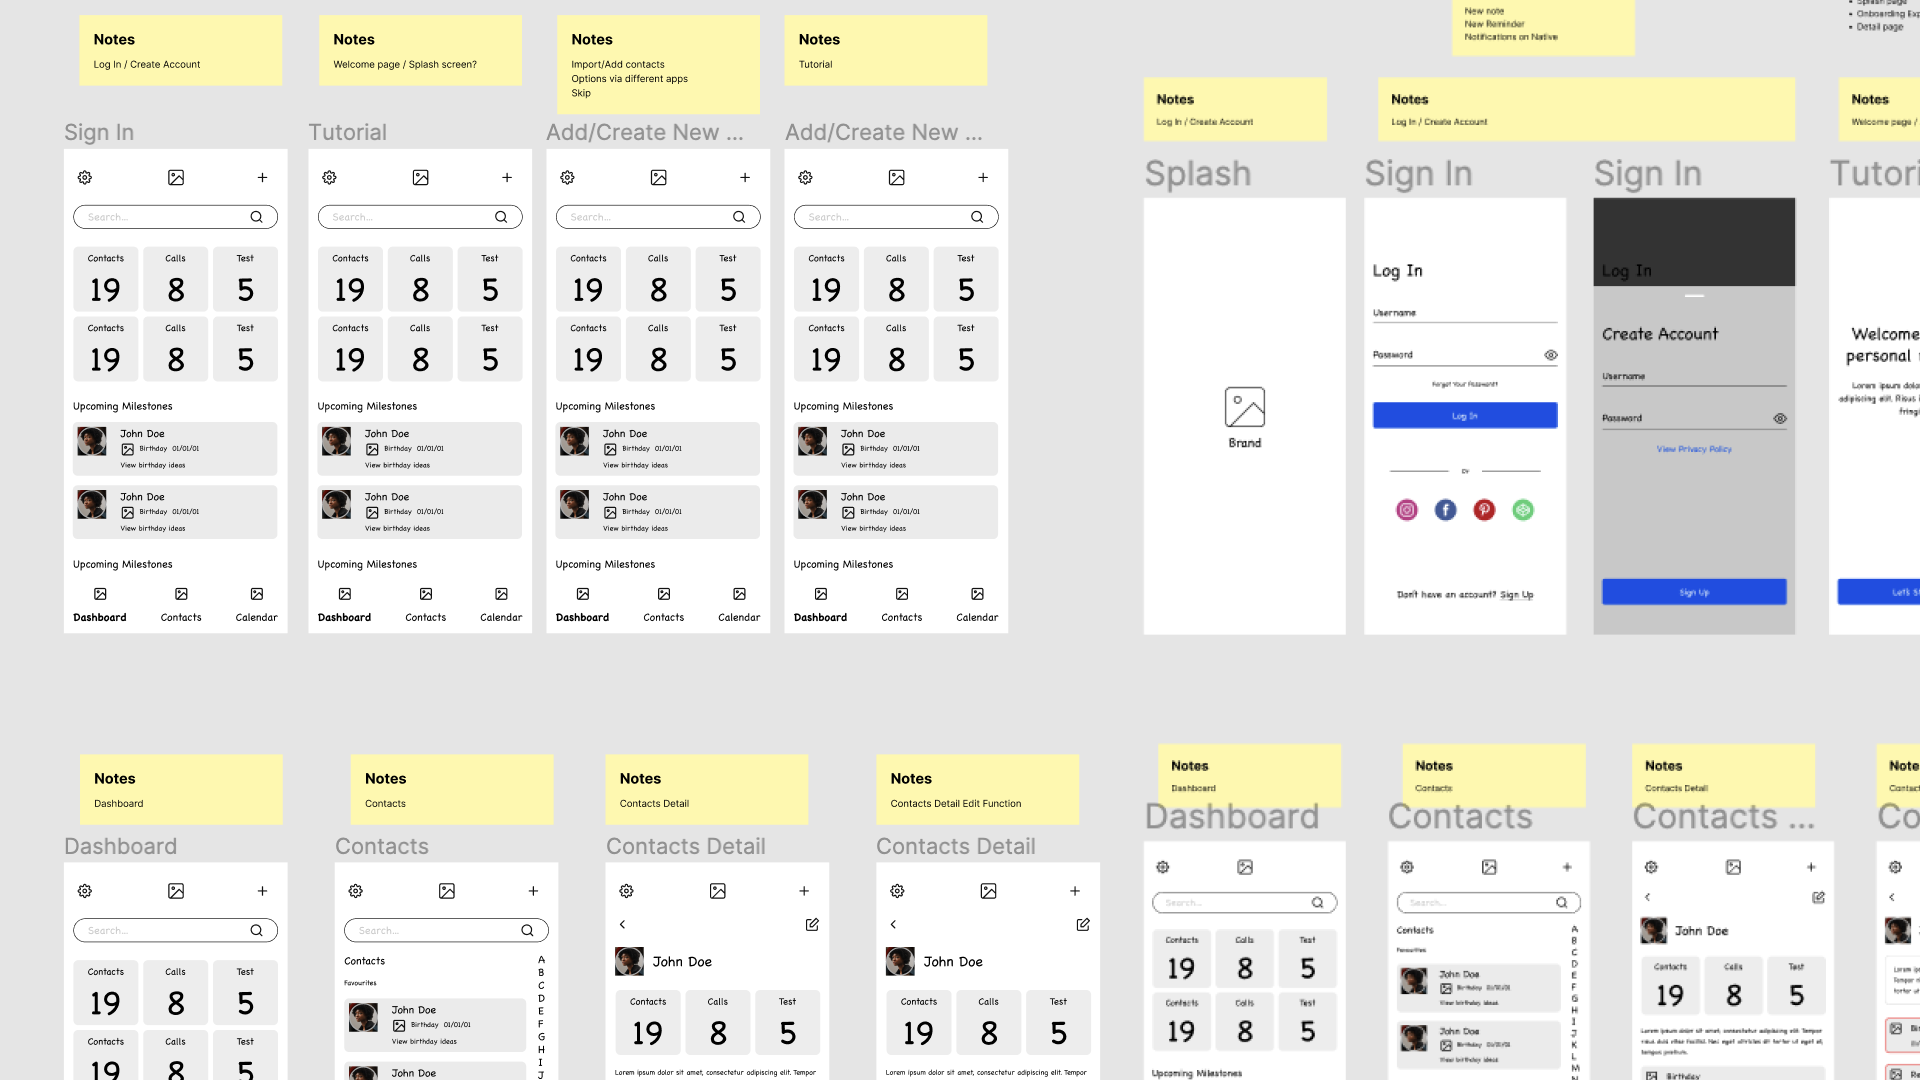 Notes
Log In / Create Account
Notes
Welcome page / Splash screen?
Notes
Import/Add contacts
Options via different apps
Skip
Notes
Tutorial
Sign In
Tutorial
Add/Create New ...
Add/Create New ...
Search...
Contacts
19
Calls
8
Test
5
Contacts
19
Calls
8
Test
5
Upcoming Milestones
John Doe
Birthday 01/01/01
View birthday ideas
John Doe
Birthday 01/01/01
View birthday ideas
Upcoming Milestones
Dashboard
Contacts
Calendar
Search...
Contacts
19
Calls
8
Test
5
Contacts
19
Calls
8
Test
5
Upcoming Milestones
John Doe
Birthday 01/01/01
View birthday ideas
John Doe
Birthday 01/01/01
View birthday ideas
Upcoming Milestones
Dashboard
Contacts
Calendar
Search...
Contacts
19
Calls
8
Test
5
Contacts
19
Calls
8
Test
5
Upcoming Milestones
John Doe
Birthday 01/01/01
View birthday ideas
John Doe
Birthday 01/01/01
View birthday ideas
Upcoming Milestones
Dashboard
Contacts
Calendar
Search...
Contacts
19
Calls
8
Test
5
Contacts
19
Calls
8
Test
5
Upcoming Milestones
John Doe
Birthday 01/01/01
View birthday ideas
John Doe
Birthday 01/01/01
View birthday ideas
Upcoming Milestones
Dashboard
Contacts
Calendar
New note
New Reminder
Notifications on Native
Splash page
Onboarding Exp
Detail page
Notes
Log In / Create Account
Notes
Log In / Create Account
Notes
Welcome page /
Splash
Sign In
Sign In
Tutori
Brand
Log In
Username
Password
Forgot Your Password?
Log In
Or
Don't have an account? Sign Up
Log In
Create Account
Username
Password
View Privacy Policy
Sign Up
Welcome
personal
Lorem ipsum dolo
adipiscing elit. Risus
fringi
Let's St
Notes
Dashboard
Notes
Contacts
Notes
Contacts Detail
Notes
Contacts Detail Edit Function
Dashboard
Contacts
Contacts Detail
Contacts Detail
Search...
Contacts
19
Calls
8
Test
5
Contacts
19
Calls
8
Test
5
Search...
Contacts
Favourites
John Doe
Birthday 01/01/01
View birthday ideas
John Doe
A
B
C
D
E
F
G
H
I
J
John Doe
Contacts
19
Calls
8
Test
5
Lorem ipsum dolor sit amet, consectetur adipiscing elit. Tempor
John Doe
Contacts
19
Calls
8
Test
5
Lorem ipsum dolor sit amet, consectetur adipiscing elit. Tempor
Notes
Dashboard
Notes
Contacts
Notes
Contacts Detail
Note
Contact
Dashboard
Contacts
Contacts ...
Co
Search...
Contacts
19
Calls
8
Test
5
Contacts
19
Calls
8
Test
5
Upcoming Milestones
Search...
Contacts
Favourites
John Doe
Birthday 01/01/01
View birthday ideas
John Doe
Birthday 01/01/01
View birthday ideas
A
B
C
D
E
F
G
H
I
J
K
L
M
John Doe
Contacts
19
Calls
8
Test
5
Lorem ipsum dolor sit amet, consectetur adipiscing elit. Tempor
risus duis vitae facilisi. Nec eget ultricies sit tortor ut eget at,
tempus pretium.
Birthday
Lorem ip
Tempor ri
tortor ut
Bi
Re